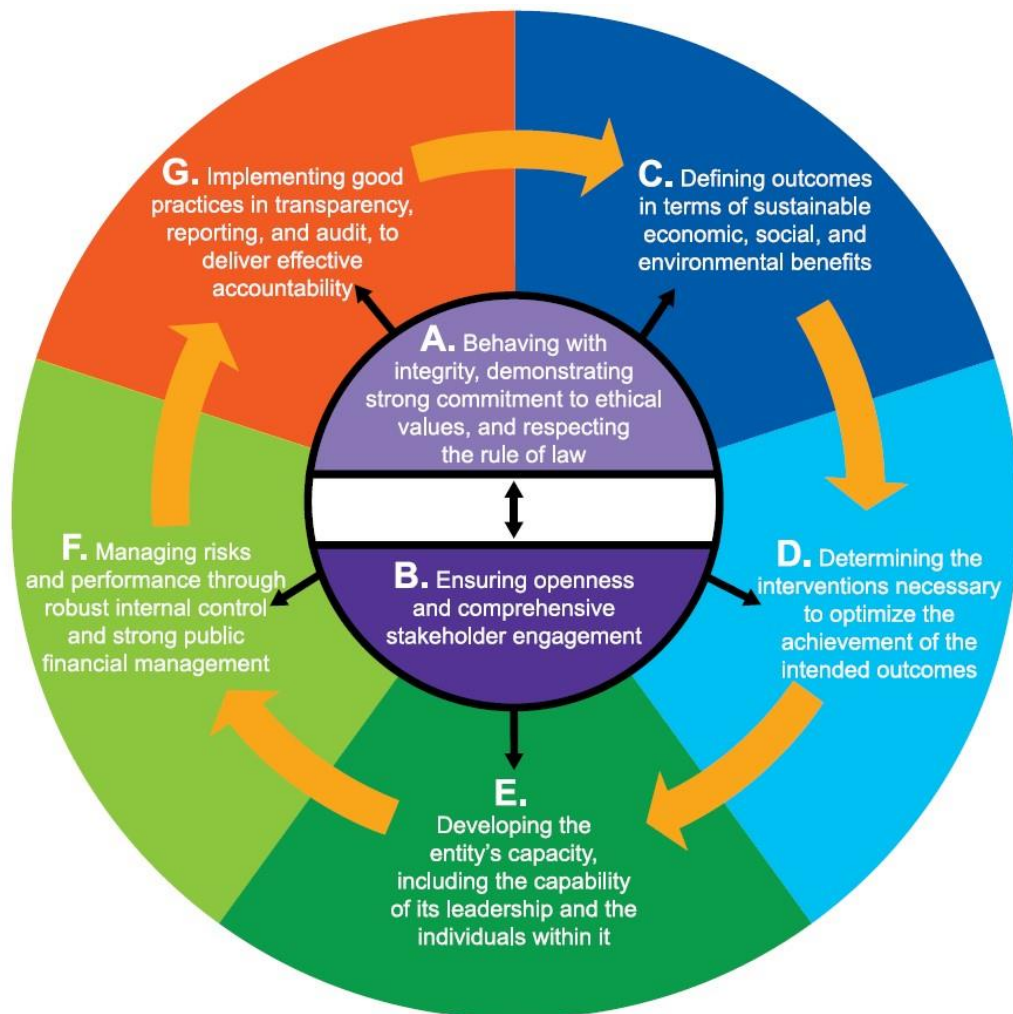 G. Implementing good
practices in transparency,
reporting, and audit, to
deliver effective
accountability
C. Defining outcomes
in terms of sustainable
economic, social, and
environmental benefits
A. Behaving with
integrity, demonstrating
strong commitment to ethical
values, and respecting
the rule of law
F. Managing risks
and performance through
robust internal control
and strong public
financial management
B. Ensuring openness
and comprehensive
stakeholder engagement
D. Determining the
interventions necessary
to optimize the
achievement of the
intended outcomes
E.
Developing the
entity’s capacity,
including the capability
of its leadership and the
individuals within it